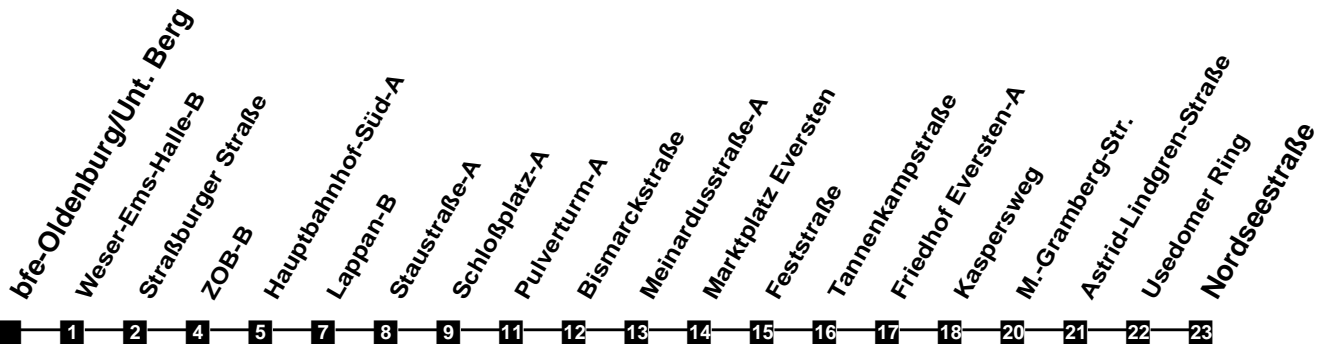 bfe-Oldenburg/Unt. Berg
Weser-Ems-Halle-B
Straßburger Straße
ZOB-B
Hauptbahnhof-Süd-A
Lappan-B
Staustraße-A
Schloßplatz-A
Pulverturm-A
Bismarckstraße
Meinardusstraße-A
Marktplatz Eversten
Feststraße
Tannenkampstraße
Friedhof Eversten-A
Kaspersweg
M.-Gramberg-Str.
Astrid-Lindgren-Straße
Usedomer Ring
Nordseestraße
1 2 4 5 7 8 9 11 12 13 14 15 16 17 18 20 21 22 23